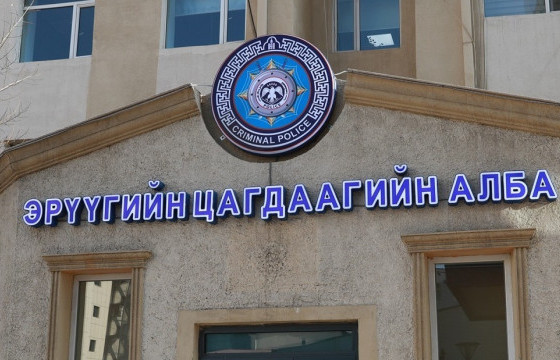 CRIMINAL POLICE
ЭРҮҮГИЙН ЦАГДААГИЙН АЛБА